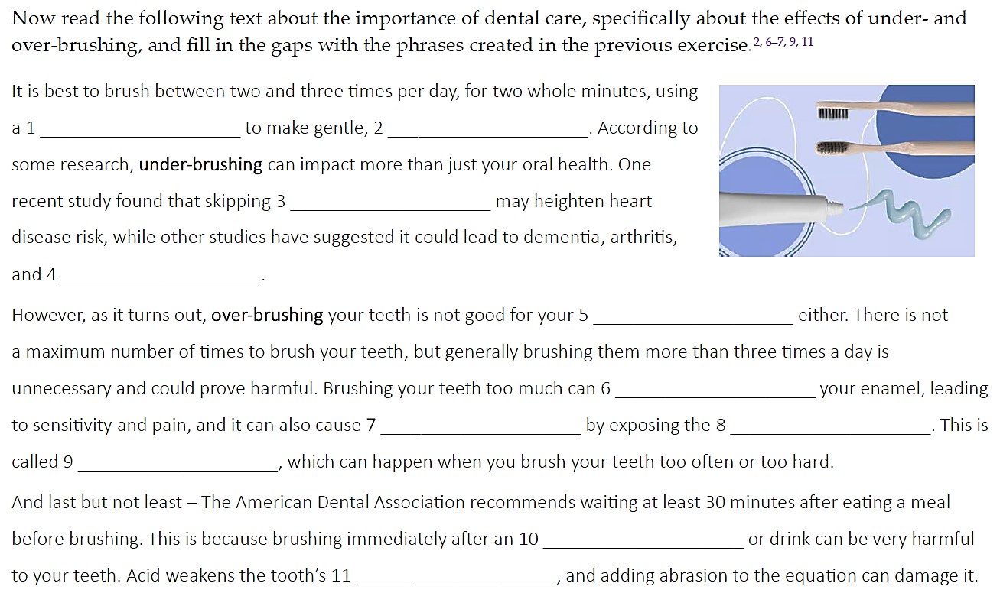 Now read the following text about the importance of dental care, specifically about the effects of under- and
over-brushing, and fill in the gaps with the phrases created in the previous exercise.2, 6–7, 9, 11
It is best to brush between two and three times per day, for two whole minutes, using
a 1 ____________________ to make gentle, 2 ____________________. According to
some research, under-brushing can impact more than just your oral health. One
recent study found that skipping 3 ____________________ may heighten heart
disease risk, while other studies have suggested it could lead to dementia, arthritis,
and 4 ____________________.
However, as it turns out, over-brushing your teeth is not good for your 5 ____________________ either. There is not
a maximum number of times to brush your teeth, but generally brushing them more than three times a day is
unnecessary and could prove harmful. Brushing your teeth too much can 6 ____________________ your enamel, leading
to sensitivity and pain, and it can also cause 7 ____________________ by exposing the 8 ____________________. This is
called 9 ____________________, which can happen when you brush your teeth too often or too hard.
And last but not least – The American Dental Association recommends waiting at least 30 minutes after eating a meal
before brushing. This is because brushing immediately after an 10 ____________________ or drink can be very harmful
to your teeth. Acid weakens the tooth’s 11 ____________________, and adding abrasion to the equation can damage it.